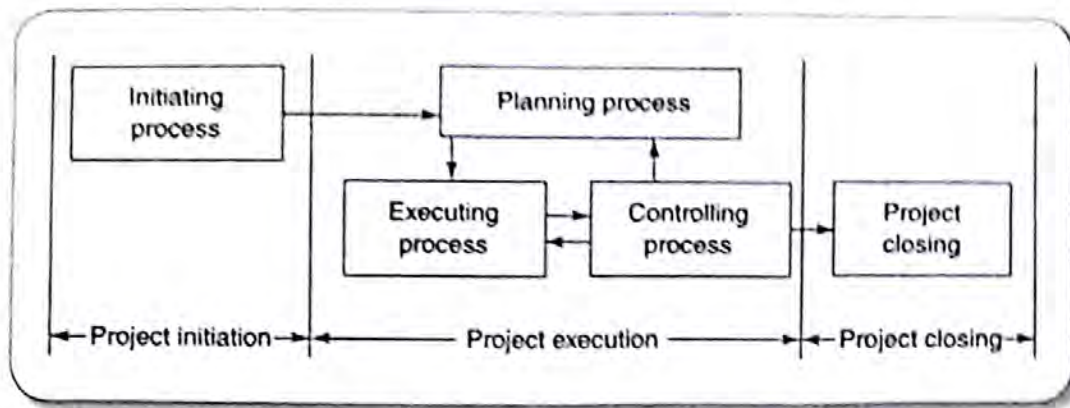 Initiating
process
Planning process
Executing
process
Controlling
process
Project
closing
Project initiation
Project execution
Project closing